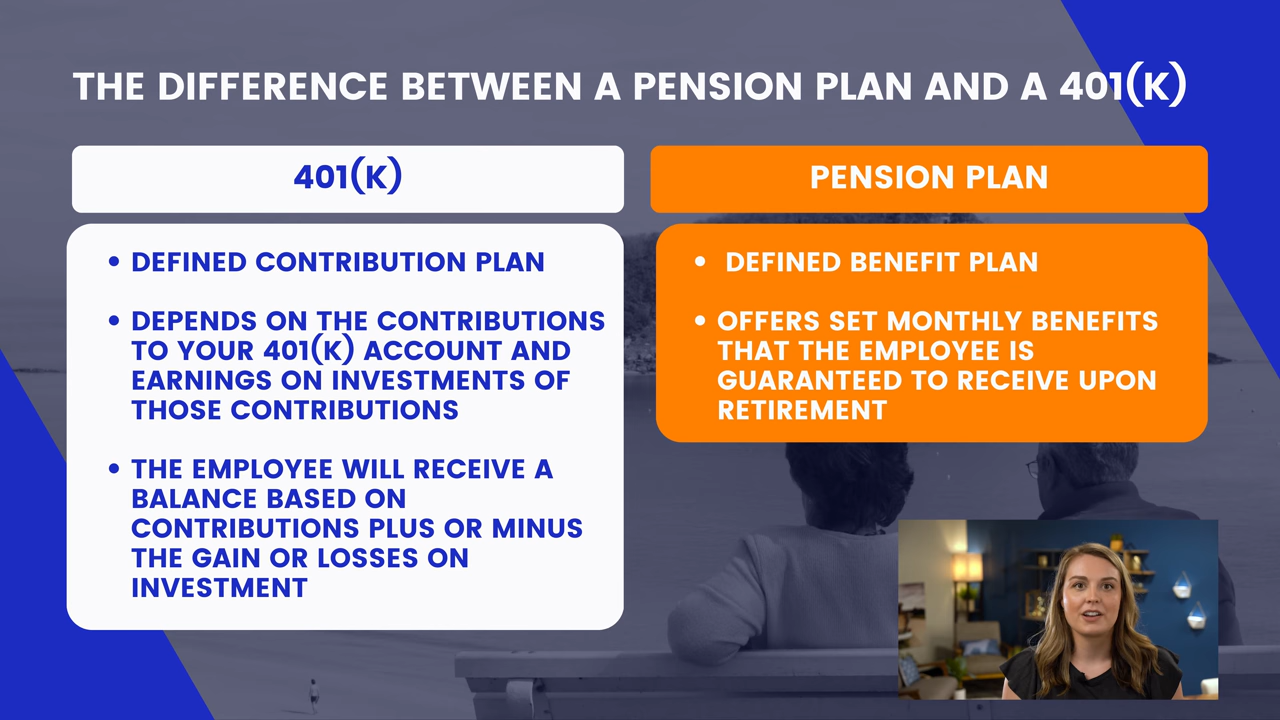 THE DIFFERENCE BETWEEN A PENSION PLAN AND A 401(K)
401(K)
• DEFINED CONTRIBUTION PLAN
• DEPENDS ON THE CONTRIBUTIONS
TO YOUR 401(K) ACCOUNT AND
EARNINGS ON INVESTMENTS OF
THOSE CONTRIBUTIONS
• THE EMPLOYEE WILL RECEIVE A
BALANCE BASED ON
CONTRIBUTIONS PLUS OR MINUS
THE GAIN OR LOSSES ON
INVESTMENT
PENSION PLAN
• DEFINED BENEFIT PLAN
• OFFERS SET MONTHLY BENEFITS
THAT THE EMPLOYEE IS
GUARANTEED TO RECEIVE UPON
RETIREMENT